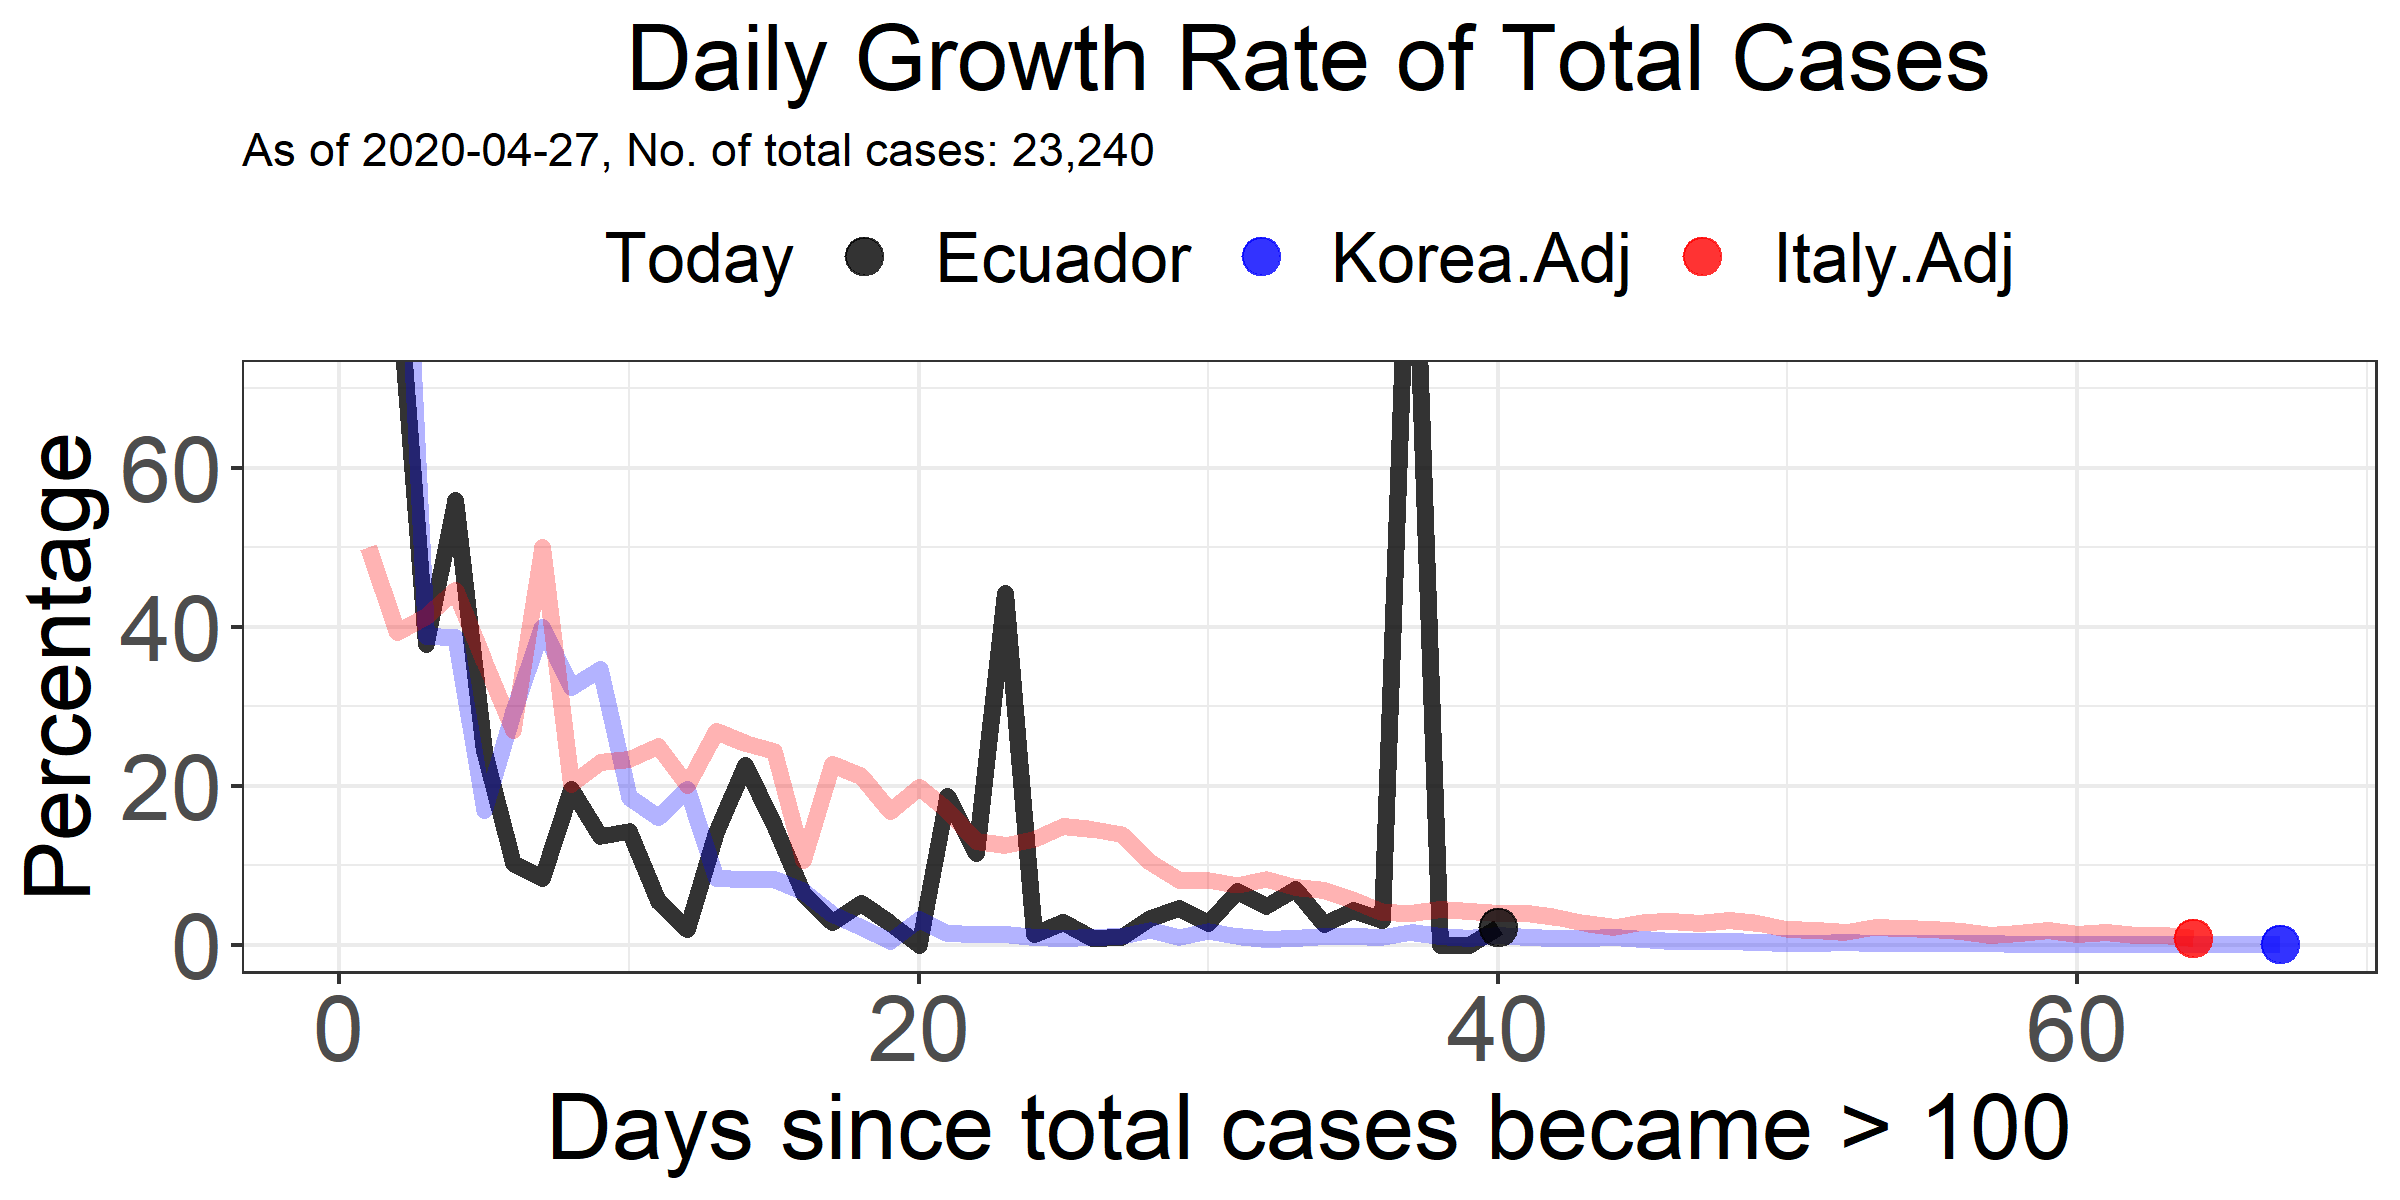 Daily Growth Rate of Total Cases
As of 2020-04-27, No. of total cases: 23,240
Today Ecuador Korea.Adj Italy.Adj
Percentage
60
40
20
0
0 20 40 60
Days since total cases became > 100